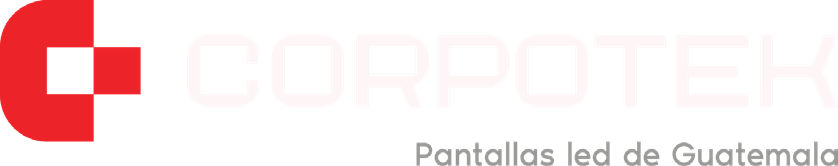 CORPOTEK
Pantallas led de Guatemala